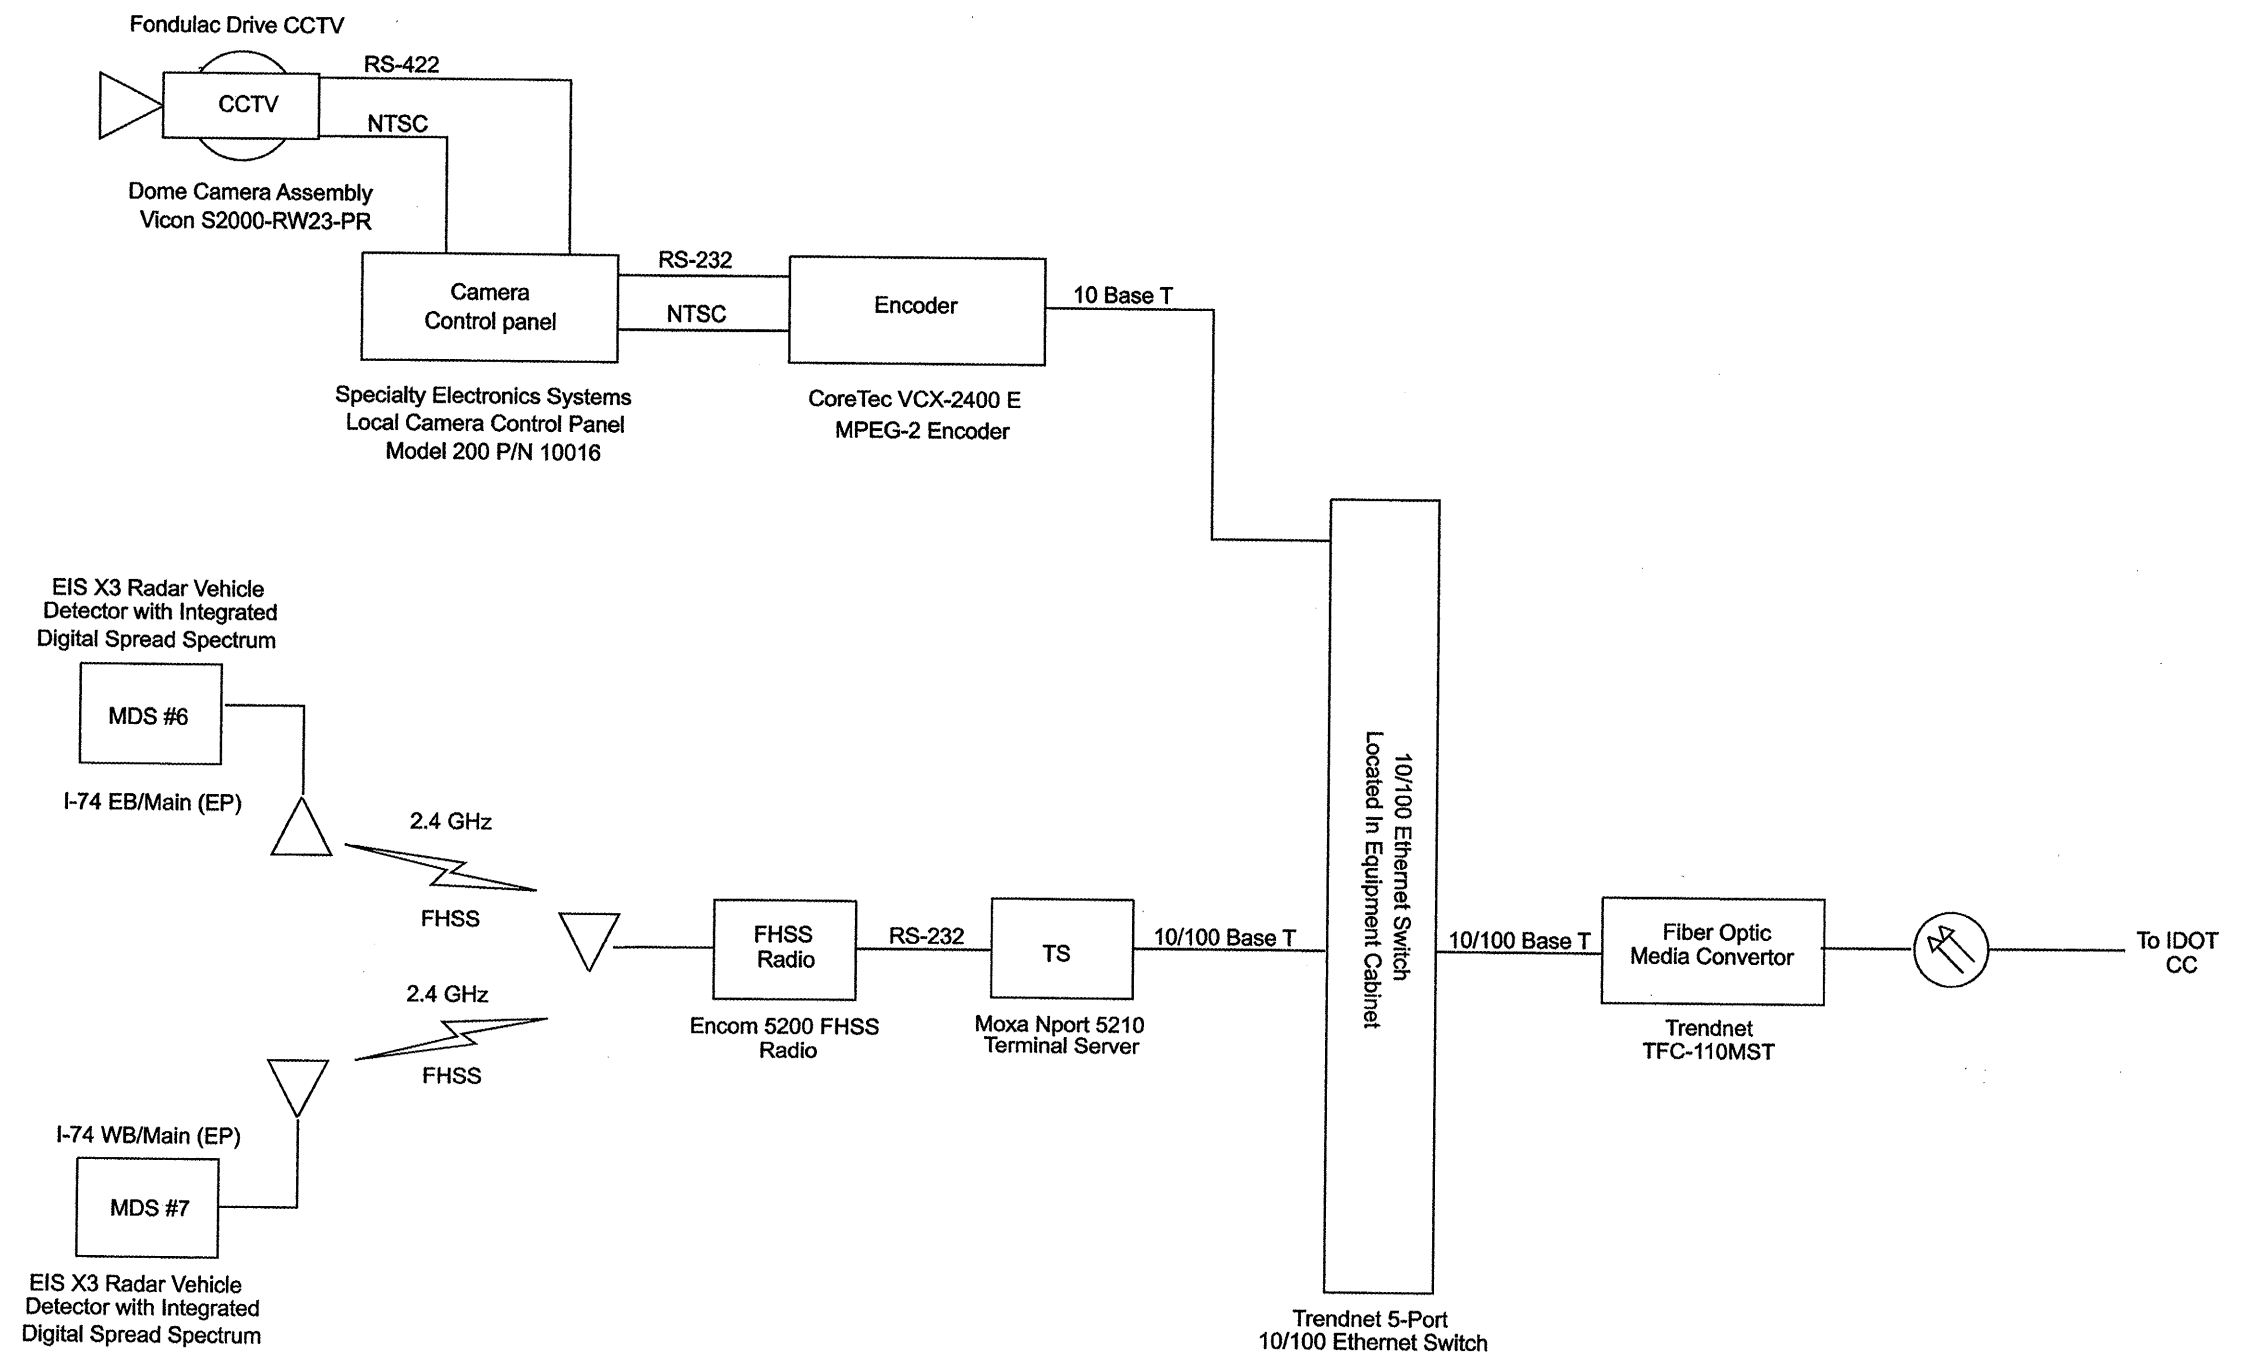 Fondulac Drive CCTV
RS-422
CCTV
NTSC
Dome Camera Assembly
Vicon S2000-RW23-PR
Camera
Control panel
RS-232
NTSC
Encoder
10 Base T
Specialty Electronics Systems
Local Camera Control Panel
Model 200 P/N 10016
CoreTec VCX-2400 E
MPEG-2 Encoder
EIS X3 Radar Vehicle
Detector with Integrated
Digital Spread Spectrum
MDS #6
I-74 EB/Main (EP)
2.4 GHz
FHSS
2.4 GHz
FHSS
I-74 WB/Main (EP)
MDS #7
EIS X3 Radar Vehicle
Detector with Integrated
Digital Spread Spectrum
FHSS
Radio
Encom 5200 FHSS
Radio
RS-232
TS
Moxa Nport 5210
Terminal Server
10/100 Base T
10/100 Ethernet Switch
Located In Equipment Cabinet
Trendnet 5-Port
10/100 Ethernet Switch
10/100 Base T
Fiber Optic
Media Convertor
Trendnet
TFC-110MST
To IDOT
CC